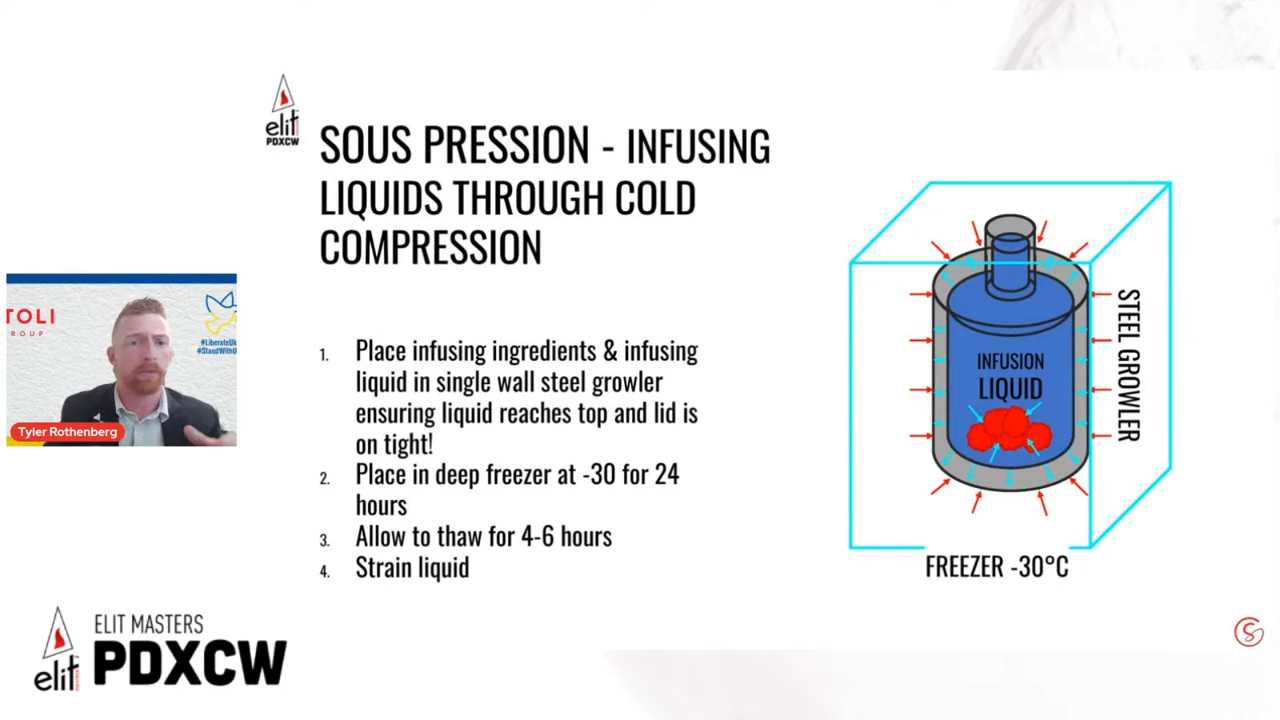 elit
PDXCW
SOUS PRESSION - INFUSING
LIQUIDS THROUGH COLD
COMPRESSION
1. Place infusing ingredients & infusing
liquid in single wall steel growler
ensuring liquid reaches top and lid is
on tight!
2. Place in deep freezer at -30 for 24
hours
3. Allow to thaw for 4-6 hours
4. Strain liquid
INFUSION
LIQUID
STEEL GROWLER
FREEZER -30°C
TOLI
ROUP
#LiberateUk
#StandWithU
Tyler Rothenberg
elit
ELIT MASTERS
PDXCW
S